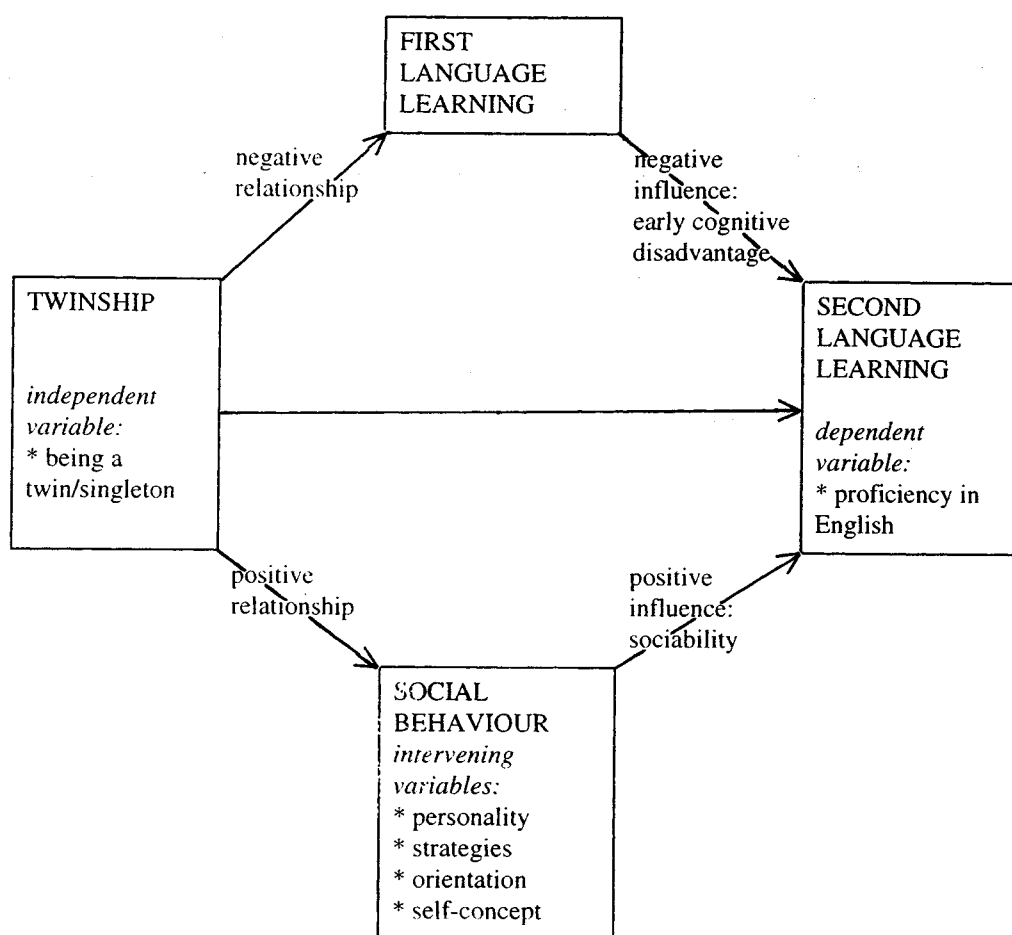 FIRST
LANGUAGE
LEARNING
negative
relationship
negative
influence:
early cognitive
disadvantage
TWINSHIP
independent
variable:
* being a
twin/singleton
SECOND
LANGUAGE
LEARNING
dependent
variable:
* proficiency in
English
positive
relationship
positive
influence:
sociability
SOCIAL
BEHAVIOUR
intervening
variables:
* personality
* strategies
* orientation
* self-concept